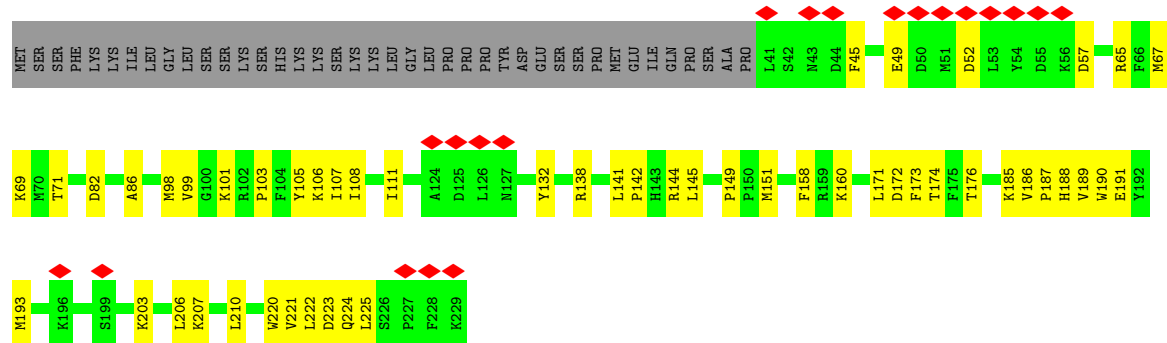 MET SER SER PHE LYS LYS ILE LEU GLY LEU SER SER LYS SER HIS LYS LYS SER LYS LYS LEU GLY LEU PRO PRO PRO TYR ASP GLU SER SER PRO MET GLU ILE GLN PRO SER ALA PRO L41 S42 N43 D44 F45 E49 D50 M51 D52 L53 Y54 D55 K56 D57 R65 F66 M67
K69 M70 T71 D82 A86 M98 V99 G100 K101 R102 P103 F104 Y105 K106 I107 I108 I111 A124 D125 L126 N127 Y132 R138 L141 P142 H143 R144 L145 P149 P150 M151 F158 R159 K160 L171 D172 F173 T174 F175 T176 K185 V186 P187 H188 V189 W190 E191 Y192
M193 K196 S199 K203 L206 K207 L210 W220 V221 L222 D223 Q224 L225 S226 P227 F228 K229